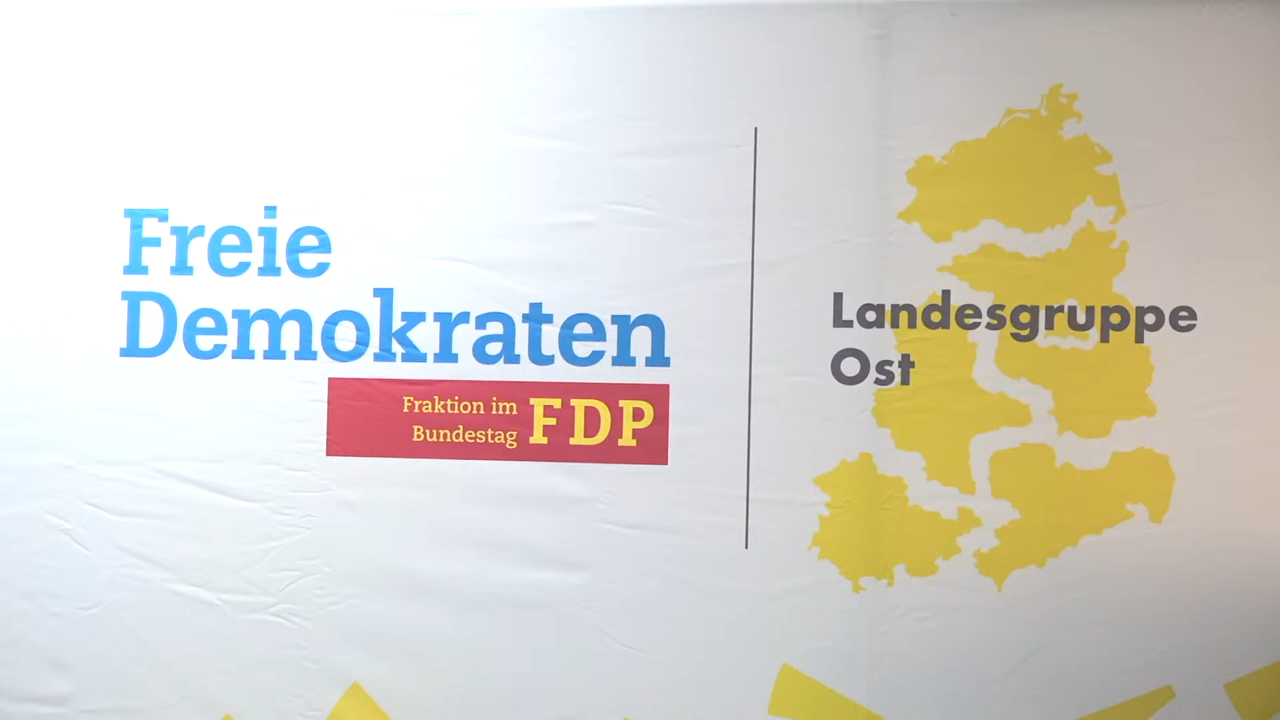 Freie
Demokraten
Fraktion im
Bundestag
FDP
Landesgruppe
Ost